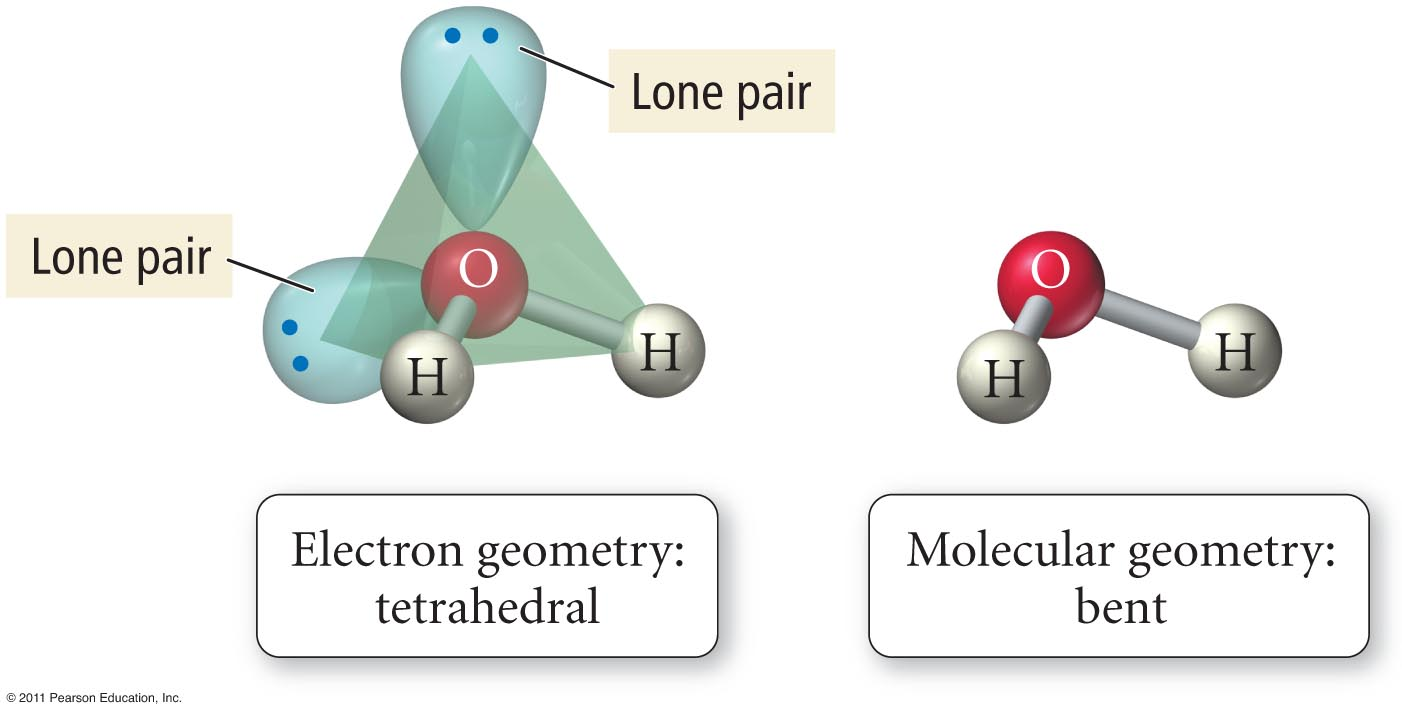 Lone pair
Lone pair
O
H
H
O
H
H
Electron geometry:
tetrahedral
Molecular geometry:
bent
© 2011 Pearson Education, Inc.